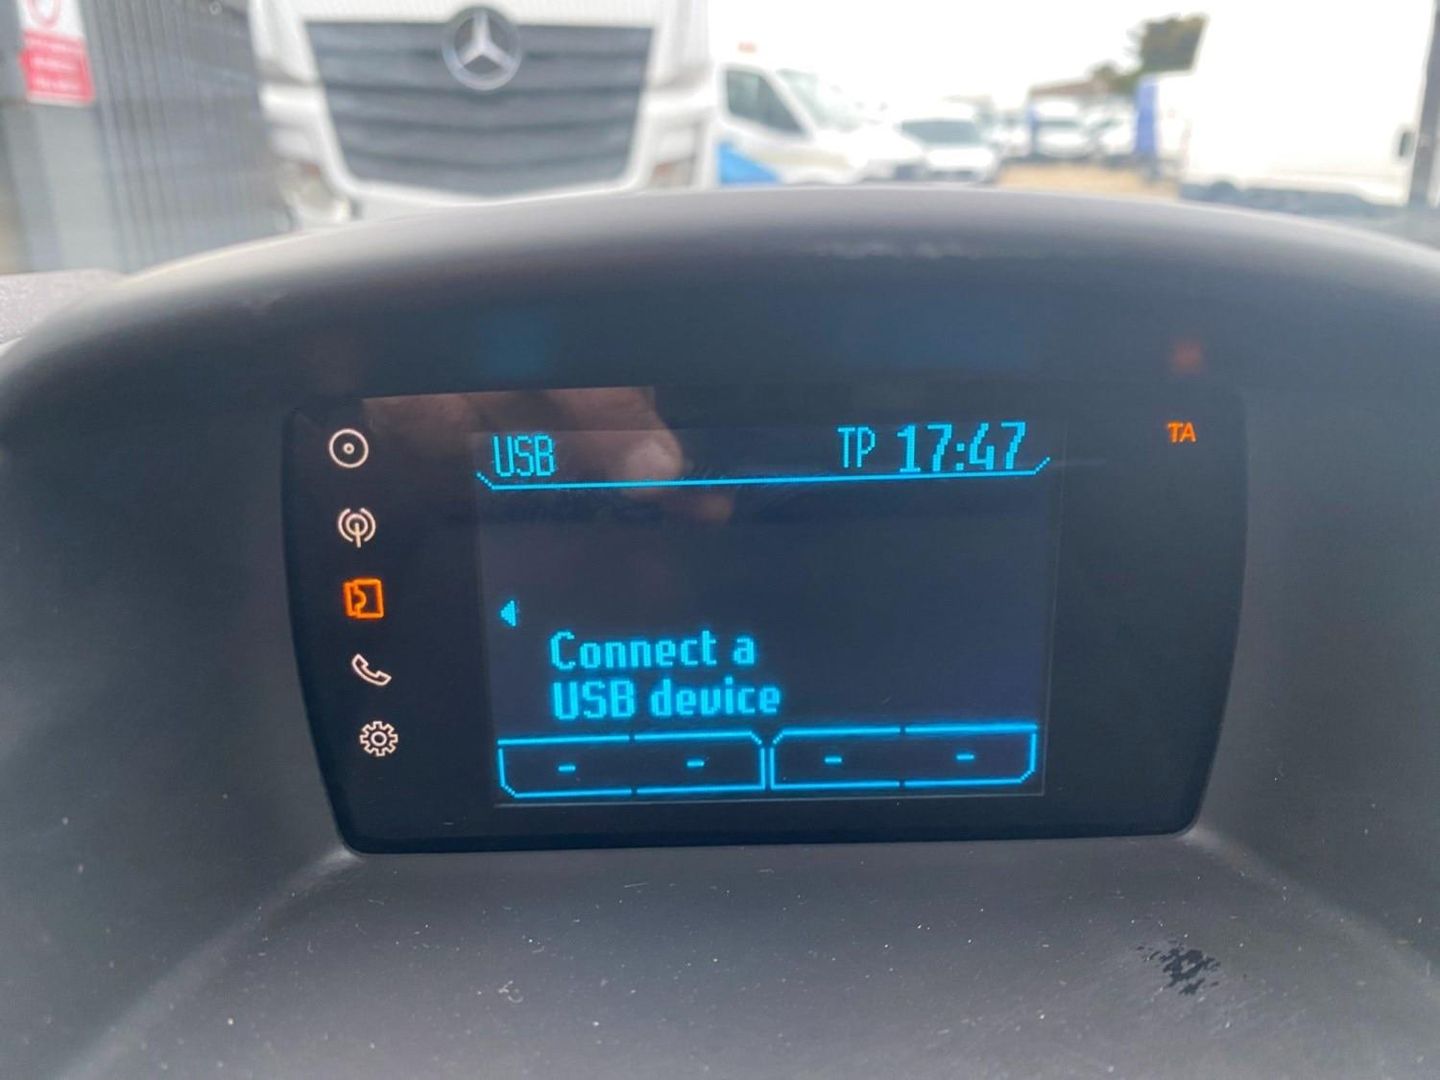 USB TP 17:47
TA
Connect a
USB device
- - - -